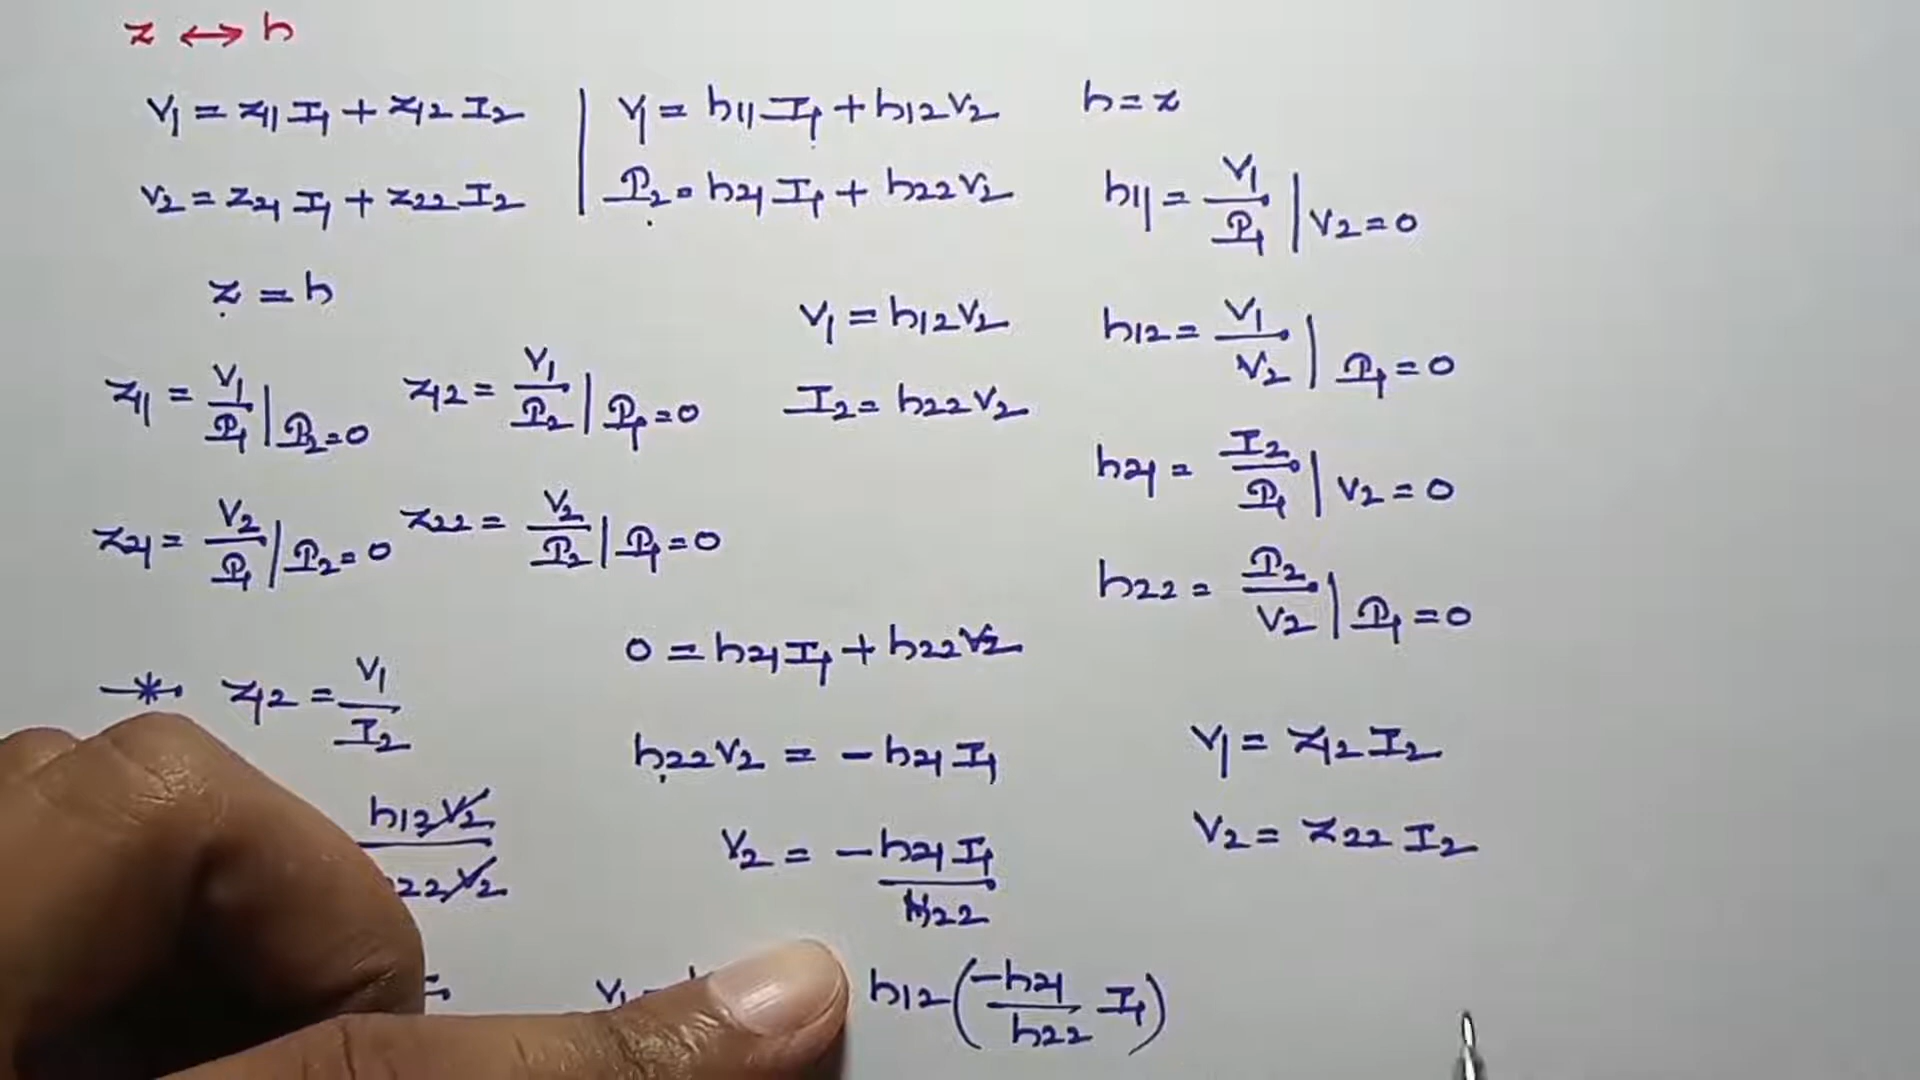 z ↔ h
V1 = z11 I1 + z12 I2
V2 = z21 I1 + z22 I2
V1 = h11 I1 + h12 V2
I2 = h21 I1 + h22 V2
z = h
z11 = V1/I1 | I2=0
z12 = V1/I2 | I1=0
z21 = V2/I1 | I2=0
z22 = V2/I2 | I1=0
V1 = h12 V2
I2 = h22 V2
* z12 = V1/I2
h12 V2
22 V2
0 = h21 I1 + h22 V2
h22 V2 = -h21 I1
V2 = -h21 I1/h22
V1 =
h12 (-h21/h22 I1)
h = z
h11 = V1/I1 | V2=0
h12 = V1/V2 | I1=0
h21 = I2/I1 | V2=0
h22 = I2/V2 | I1=0
V1 = z12 I2
V2 = z22 I2